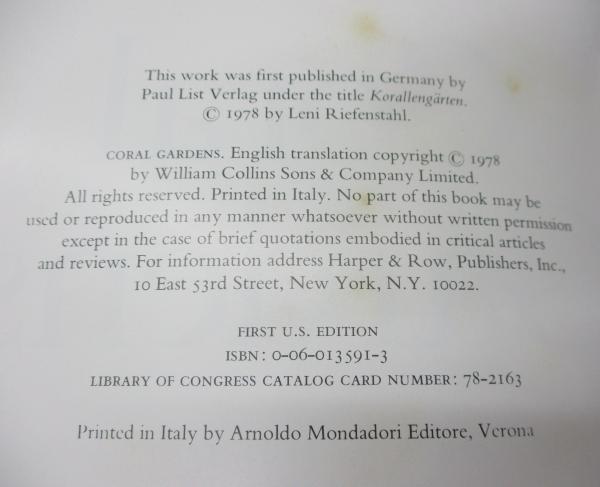 This work was first published in Germany by
Paul List Verlag under the title Korallengärten.
© 1978 by Leni Riefenstahl.
CORAL GARDENS. English translation copyright © 1978
by William Collins Sons & Company Limited.
All rights reserved. Printed in Italy. No part of this book may be
used or reproduced in any manner whatsoever without written permission
except in the case of brief quotations embodied in critical articles
and reviews. For information address Harper & Row, Publishers, Inc.,
10 East 53rd Street, New York, N.Y. 10022.
FIRST U.S. EDITION
ISBN: 0-06-013591-3
LIBRARY OF CONGRESS CATALOG CARD NUMBER: 78-2163
Printed in Italy by Arnoldo Mondadori Editore, Verona